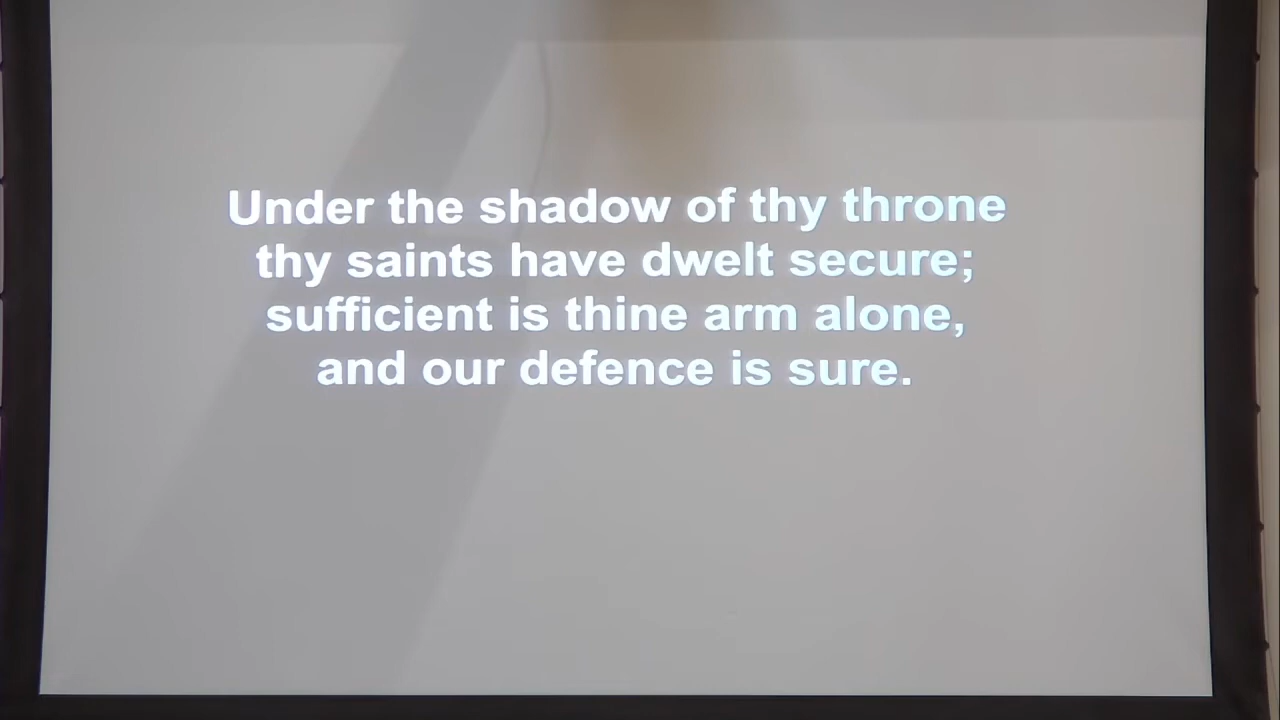 Under the shadow of thy throne
thy saints have dwelt secure;
sufficient is thine arm alone,
and our defence is sure.